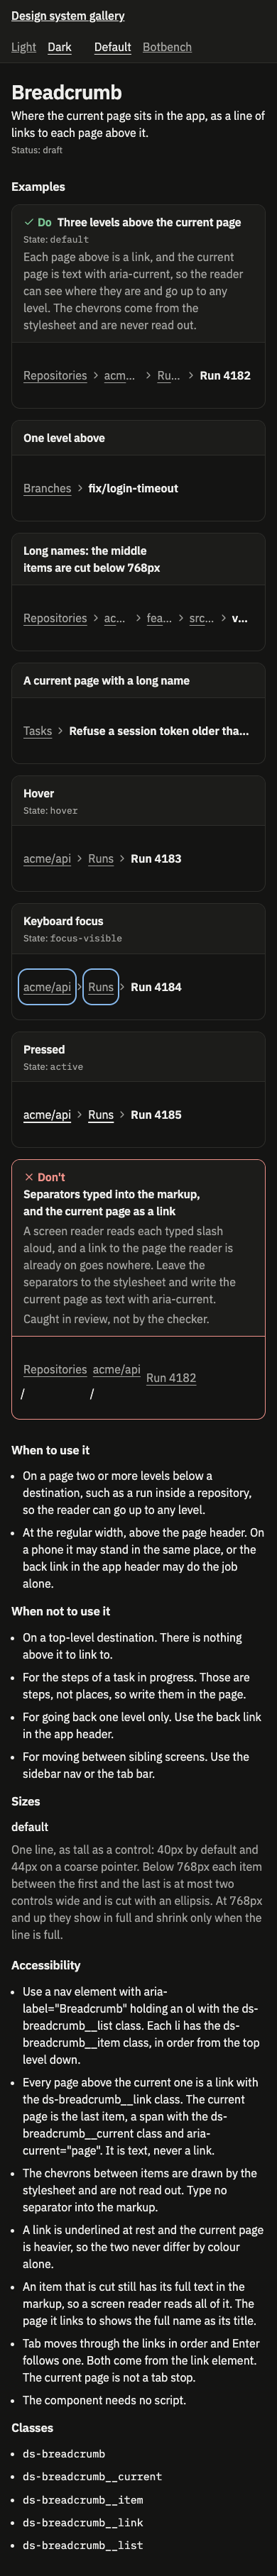 Design system gallery
Light Dark Default Botbench
Breadcrumb
Where the current page sits in the app, as a line of
links to each page above it.
Status: draft
Examples
Do Three levels above the current page
State: default
Each page above is a link, and the current
page is text with aria-current, so the reader
can see where they are and go up to any
level. The chevrons come from the
stylesheet and are never read out.
Repositories > acm… > Ru… > Run 4182
One level above
Branches > fix/login-timeout
Long names: the middle
items are cut below 768px
Repositories > ac… > fea… > src… > v…
A current page with a long name
Tasks > Refuse a session token older tha…
Hover
State: hover
acme/api > Runs > Run 4183
Keyboard focus
State: focus-visible
acme/api > Runs > Run 4184
Pressed
State: active
acme/api > Runs > Run 4185
Don't
Separators typed into the markup,
and the current page as a link
A screen reader reads each typed slash
aloud, and a link to the page the reader is
already on goes nowhere. Leave the
separators to the stylesheet and write the
current page as text with aria-current.
Caught in review, not by the checker.
Repositories acme/api Run 4182
/ /
When to use it
• On a page two or more levels below a
destination, such as a run inside a repository,
so the reader can go up to any level.
• At the regular width, above the page header. On
a phone it may stand in the same place, or the
back link in the app header may do the job
alone.
When not to use it
• On a top-level destination. There is nothing
above it to link to.
• For the steps of a task in progress. Those are
steps, not places, so write them in the page.
• For going back one level only. Use the back link
in the app header.
• For moving between sibling screens. Use the
sidebar nav or the tab bar.
Sizes
default
One line, as tall as a control: 40px by default and
44px on a coarse pointer. Below 768px each item
between the first and the last is at most two
controls wide and is cut with an ellipsis. At 768px
and up they show in full and shrink only when the
line is full.
Accessibility
• Use a nav element with aria-
label="Breadcrumb" holding an ol with the ds-
breadcrumb__list class. Each li has the ds-
breadcrumb__item class, in order from the top
level down.
• Every page above the current one is a link with
the ds-breadcrumb__link class. The current
page is the last item, a span with the ds-
breadcrumb__current class and aria-
current="page". It is text, never a link.
• The chevrons between items are drawn by the
stylesheet and are not read out. Type no
separator into the markup.
• A link is underlined at rest and the current page
is heavier, so the two never differ by colour
alone.
• An item that is cut still has its full text in the
markup, so a screen reader reads all of it. The
page it links to shows the full name as its title.
• Tab moves through the links in order and Enter
follows one. Both come from the link element.
The current page is not a tab stop.
• The component needs no script.
Classes
• ds-breadcrumb
• ds-breadcrumb__current
• ds-breadcrumb__item
• ds-breadcrumb__link
• ds-breadcrumb__list